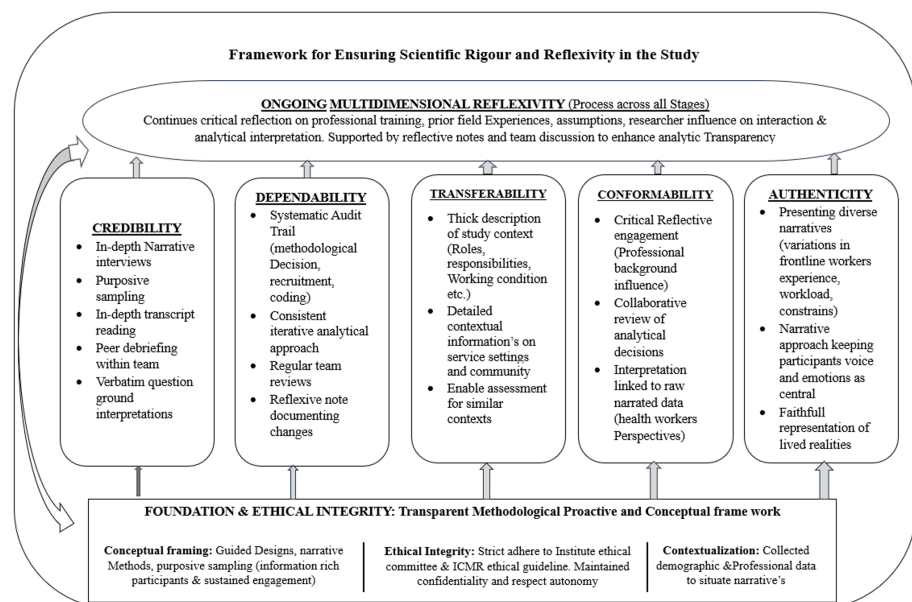 Framework for Ensuring Scientific Rigour and Reflexivity in the Study
ONGOING MULTIDIMENSIONAL REFLEXIVITY (Process across all Stages)
Continues critical reflection on professional training, prior field Experiences, assumptions, researcher influence on interaction &
analytical interpretation. Supported by reflective notes and team discussion to enhance analytic Transparency
CREDIBILITY
• In-depth Narrative
interviews
• Purposive
sampling
• In-depth transcript
reading
• Peer debriefing
within team
• Verbatim question
ground
interpretations
DEPENDABILITY
• Systematic Audit
Trail
(methodological
Decision,
recruitment,
coding)
• Consistent
iterative analytical
approach
• Regular team
reviews
• Reflexive note
documenting
changes
TRANSFERABILITY
• Thick description
of study context
(Roles,
responsibilities,
Working condition
etc.)
• Detailed
contextual
information's on
service settings
and community
• Enable assessment
for similar
contexts
CONFORMABILITY
• Critical Reflective
engagement
(Professional
background
influence)
• Collaborative
review of
analytical
decisions
• Interpretation
linked to raw
narrated data
(health workers
Perspectives)
AUTHENTICITY
• Presenting diverse
narratives
(variations in
frontline workers
experience,
workload,
constrains)
• Narrative
approach keeping
participants voice
and emotions as
central
• Faithfull
representation of
lived realities
FOUNDATION & ETHICAL INTEGRITY: Transparent Methodological Proactive and Conceptual frame work
Conceptual framing: Guided Designs, narrative
Methods, purposive sampling (information rich
participants & sustained engagement)
Ethical Integrity: Strict adhere to Institute ethical
committee & ICMR ethical guideline. Maintained
confidentiality and respect autonomy
Contextualization: Collected
demographic &Professional data
to situate narrative's